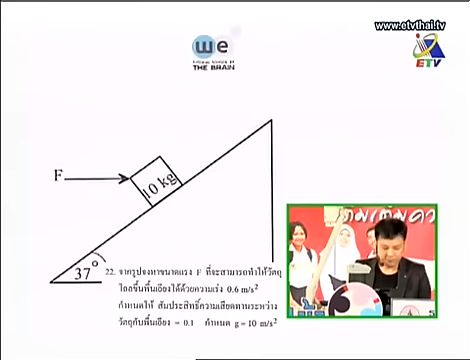 www.etvthai.tv
we
THE BRAIN
ETV
F
10 kg
37°
22. จากรูปจงหาขนาดแรง F ที่จะสามารถทำให้วัตถุ
ไถลขึ้นพื้นเอียงได้ด้วยความเร่ง 0.6 m/s²
กำหนดให้ สัมประสิทธิ์ความเสียดทานระหว่าง
วัตถุกับพื้นเอียง = 0.1 กำหนด g = 10 m/s²